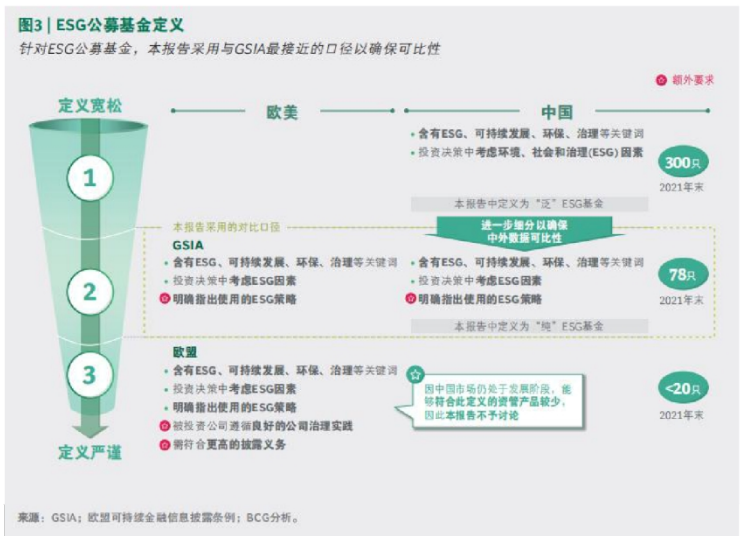 图3 | ESG公募基金定义
针对ESG公募基金，本报告采用与GSIA最接近的口径以确保可比性
额外要求
定义宽松
欧美
中国
1
• 含有ESG、可持续发展、环保、治理等关键词
• 投资决策中考虑环境、社会和治理(ESG) 因素
300只
2021年末
本报告中定义为“泛”ESG基金
本报告采用的对比口径
进一步细分以确保
中外数据可比性
2
GSIA
• 含有ESG、可持续发展、环保、治理等关键词
• 投资决策中考虑ESG因素
明确指出使用的ESG策略
• 含有ESG、可持续发展、环保、治理等关键词
• 投资决策中考虑ESG因素
明确指出使用的ESG策略
78只
2021年末
本报告中定义为“纯”ESG基金
3
欧盟
• 含有ESG、可持续发展、环保、治理等关键词
• 投资决策中考虑ESG因素
• 明确指出使用的ESG策略
被投资公司遵循良好的公司治理实践
需符合更高的披露义务
因中国市场仍处于发展阶段，能
够符合此定义的资管产品较少，
因此本报告不予讨论
<20只
2021年末
定义严谨
来源：GSIA；欧盟可持续金融信息披露条例；BCG分析。